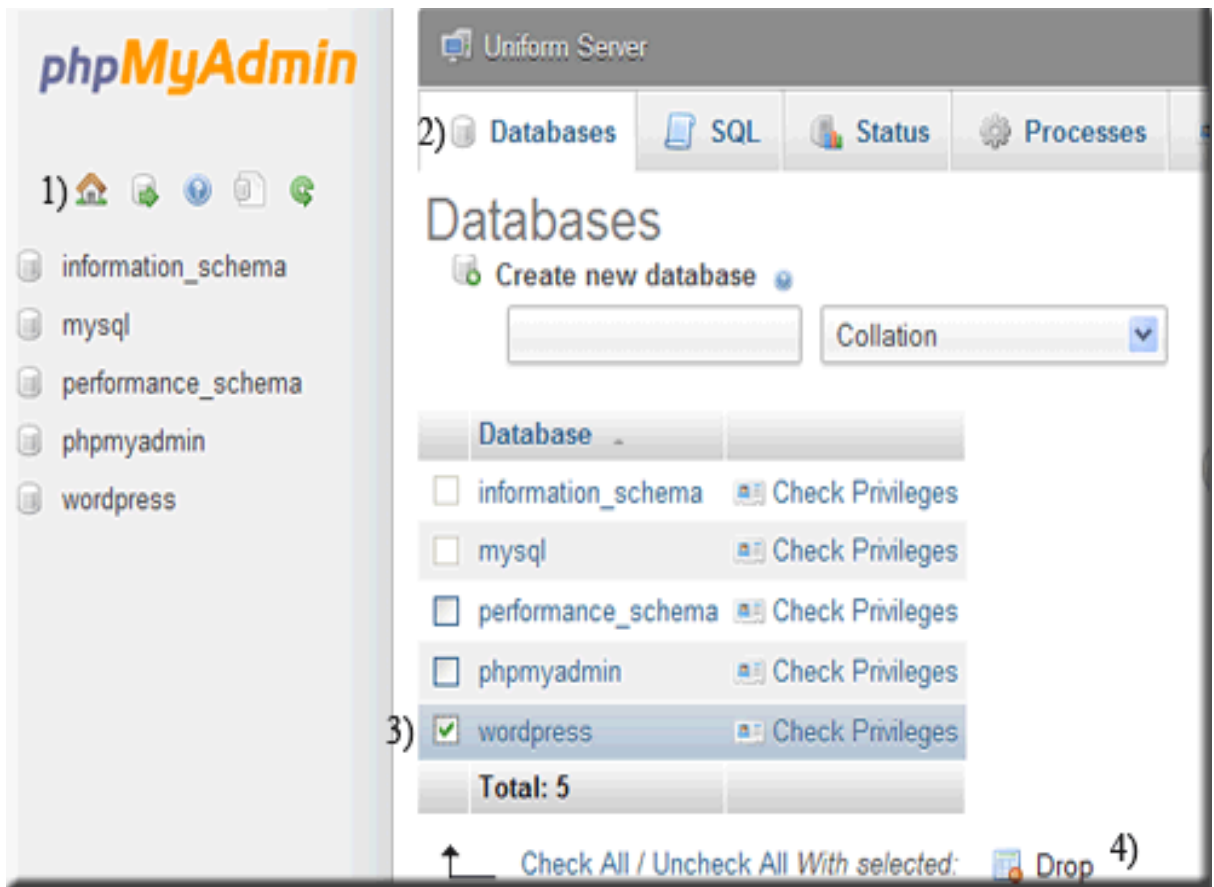 phpMyAdmin
1)
information_schema
mysql
performance_schema
phpmyadmin
wordpress
Uniform Server
2) Databases SQL Status Processes
Databases
Create new database
Collation
Database
information_schema Check Privileges
mysql Check Privileges
performance_schema Check Privileges
phpmyadmin Check Privileges
3) wordpress Check Privileges
Total: 5
Check All / Uncheck All With selected: Drop 4)